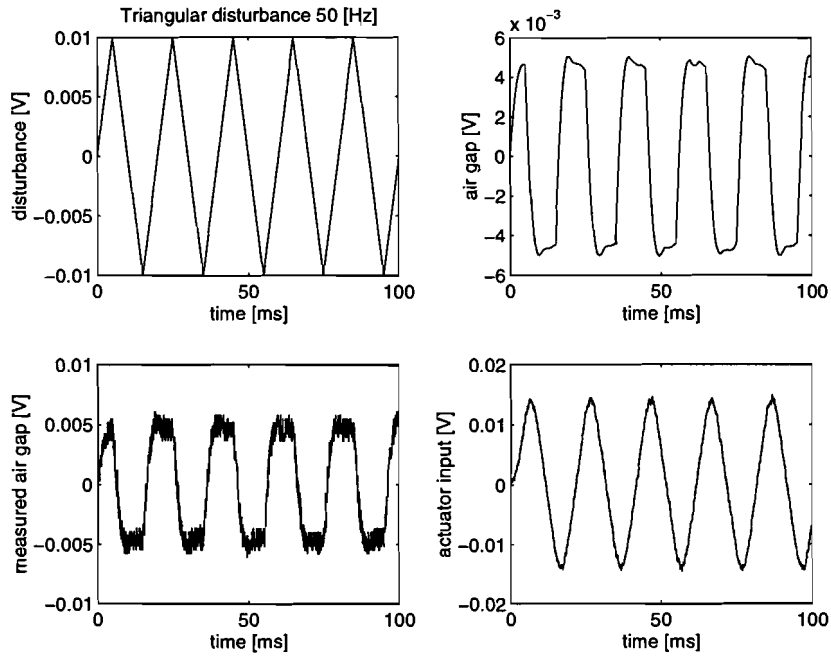 Triangular disturbance 50 [Hz]
0.01
0.005
0
−0.005
−0.01
disturbance [V]
0 50 100
time [ms]
6 x 10⁻³
4
2
0
−2
−4
−6
air gap [V]
0 50 100
time [ms]
0.01
0.005
0
−0.005
−0.01
measured air gap [V]
0 50 100
time [ms]
0.02
0.01
0
−0.01
−0.02
actuator input [V]
0 50 100
time [ms]